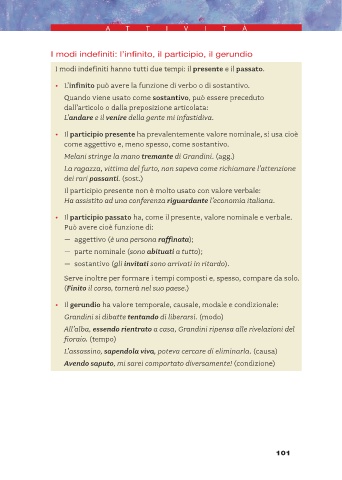 ATTIVITÀ
I modi indefiniti: l'infinito, il participio, il gerundio
I modi indefiniti hanno tutti due tempi: il presente e il passato.
• L'infinito può avere la funzione di verbo o di sostantivo.
Quando viene usato come sostantivo, può essere preceduto
dall'articolo o dalla preposizione articolata:
L'andare e il venire della gente mi infastidiva.
• Il participio presente ha prevalentemente valore nominale, si usa cioè
come aggettivo e, meno spesso, come sostantivo.
Melani stringe la mano tremante di Grandini. (agg.)
La ragazza, vittima del furto, non sapeva come richiamare l'attenzione
dei rari passanti. (sost.)
Il participio presente non è molto usato con valore verbale:
Ha assistito ad una conferenza riguardante l'economia italiana.
• Il participio passato ha, come il presente, valore nominale e verbale.
Può avere cioè funzione di:
— aggettivo (è una persona raffinata);
— parte nominale (sono abituati a tutto);
— sostantivo (gli invitati sono arrivati in ritardo).
Serve inoltre per formare i tempi composti e, spesso, compare da solo.
(Finito il corso, tornerà nel suo paese.)
• Il gerundio ha valore temporale, causale, modale e condizionale:
Grandini si dibatte tentando di liberarsi. (modo)
All'alba, essendo rientrato a casa, Grandini ripensa alle rivelazioni del
fioraio. (tempo)
L'assassino, sapendola viva, poteva cercare di eliminarla. (causa)
Avendo saputo, mi sarei comportato diversamente! (condizione)
101